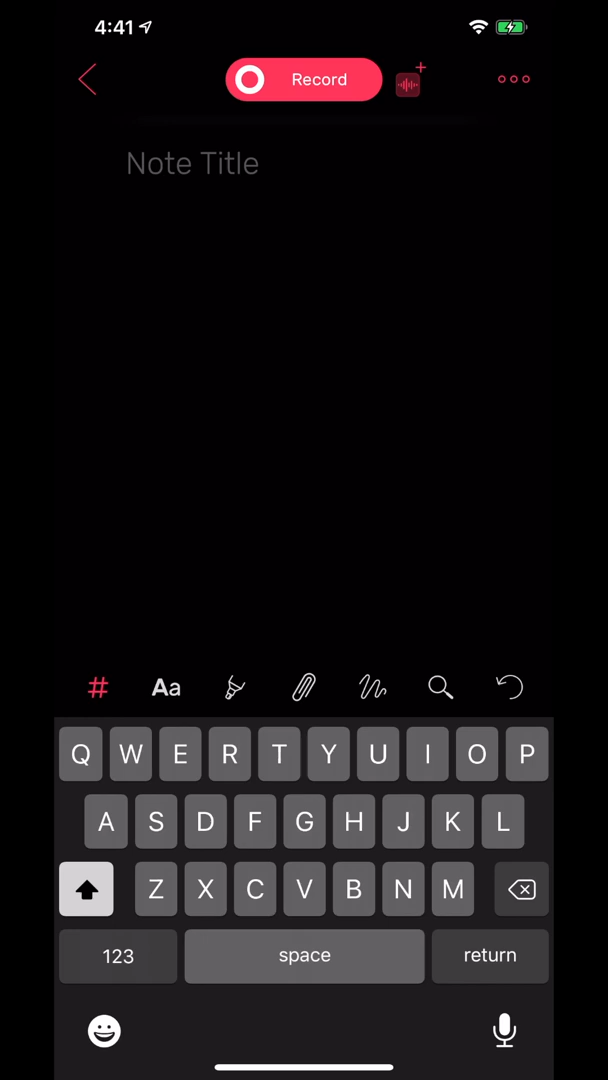 4:41
Record
Note Title
# Aa
Q W E R T Y U I O P
A S D F G H J K L
Z X C V B N M
123 space return